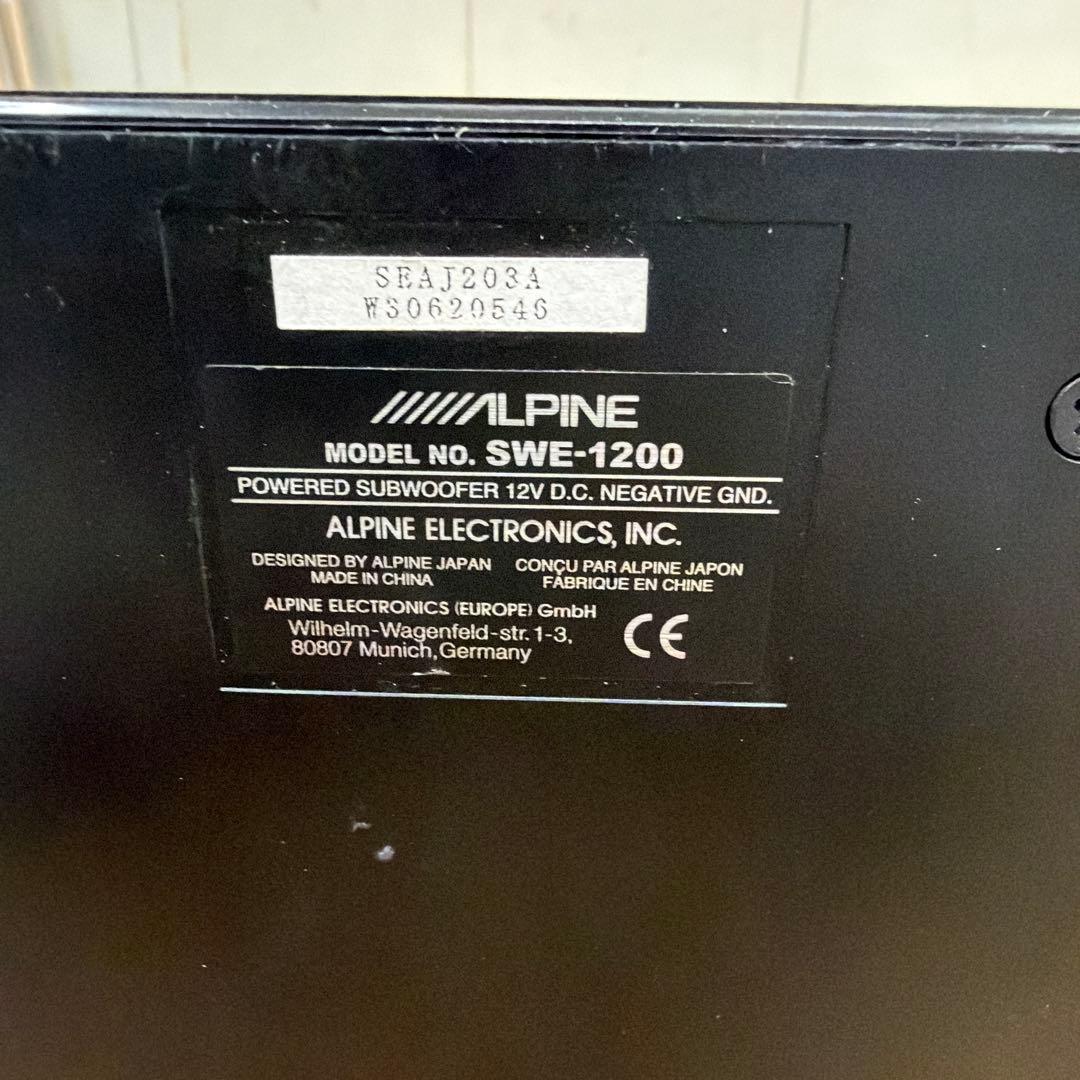 SEAJ203A
W30620546
ALPINE
MODEL NO. SWE-1200
POWERED SUBWOOFER 12V D.C. NEGATIVE GND.
ALPINE ELECTRONICS, INC.
DESIGNED BY ALPINE JAPAN CONÇU PAR ALPINE JAPON
MADE IN CHINA FABRIQUE EN CHINE
ALPINE ELECTRONICS (EUROPE) GmbH
Wilhelm-Wagenfeld-str. 1-3,
80807 Munich, Germany
CE